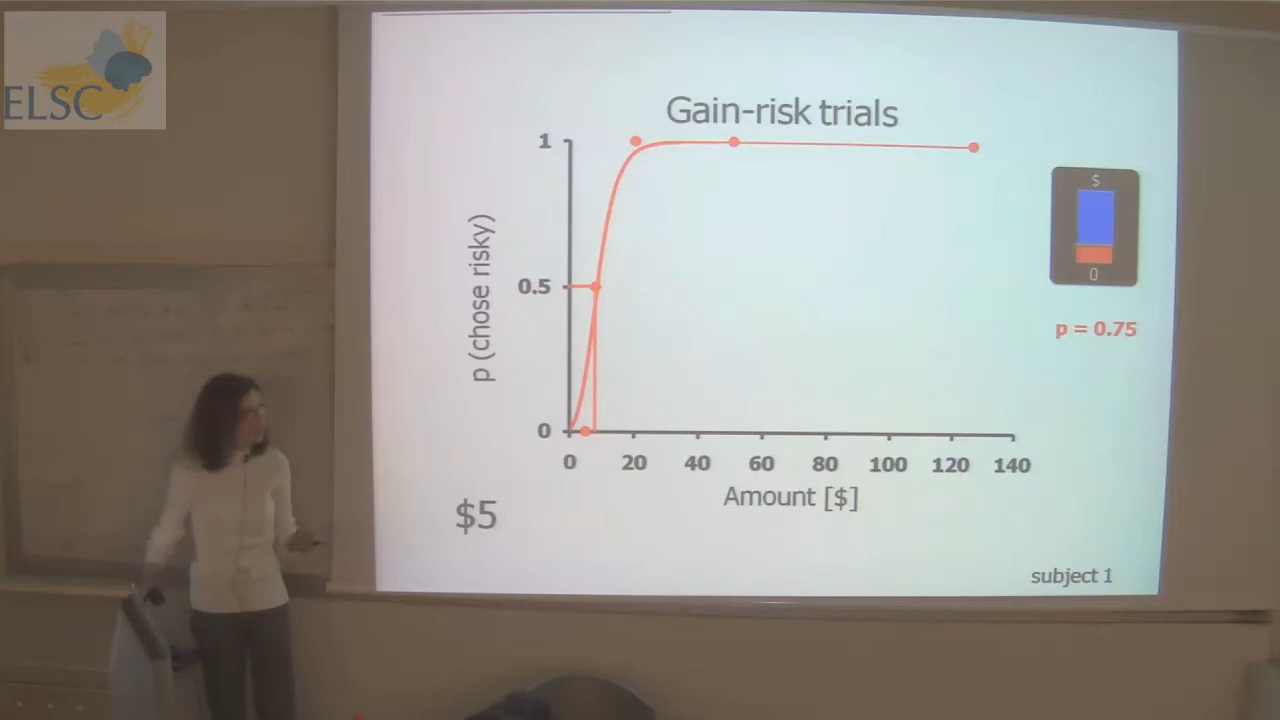 ELSC
Gain-risk trials
1
0.5
0
p (chose risky)
0 20 40 60 80 100 120 140
Amount [$]
$
0
p = 0.75
$5
subject 1